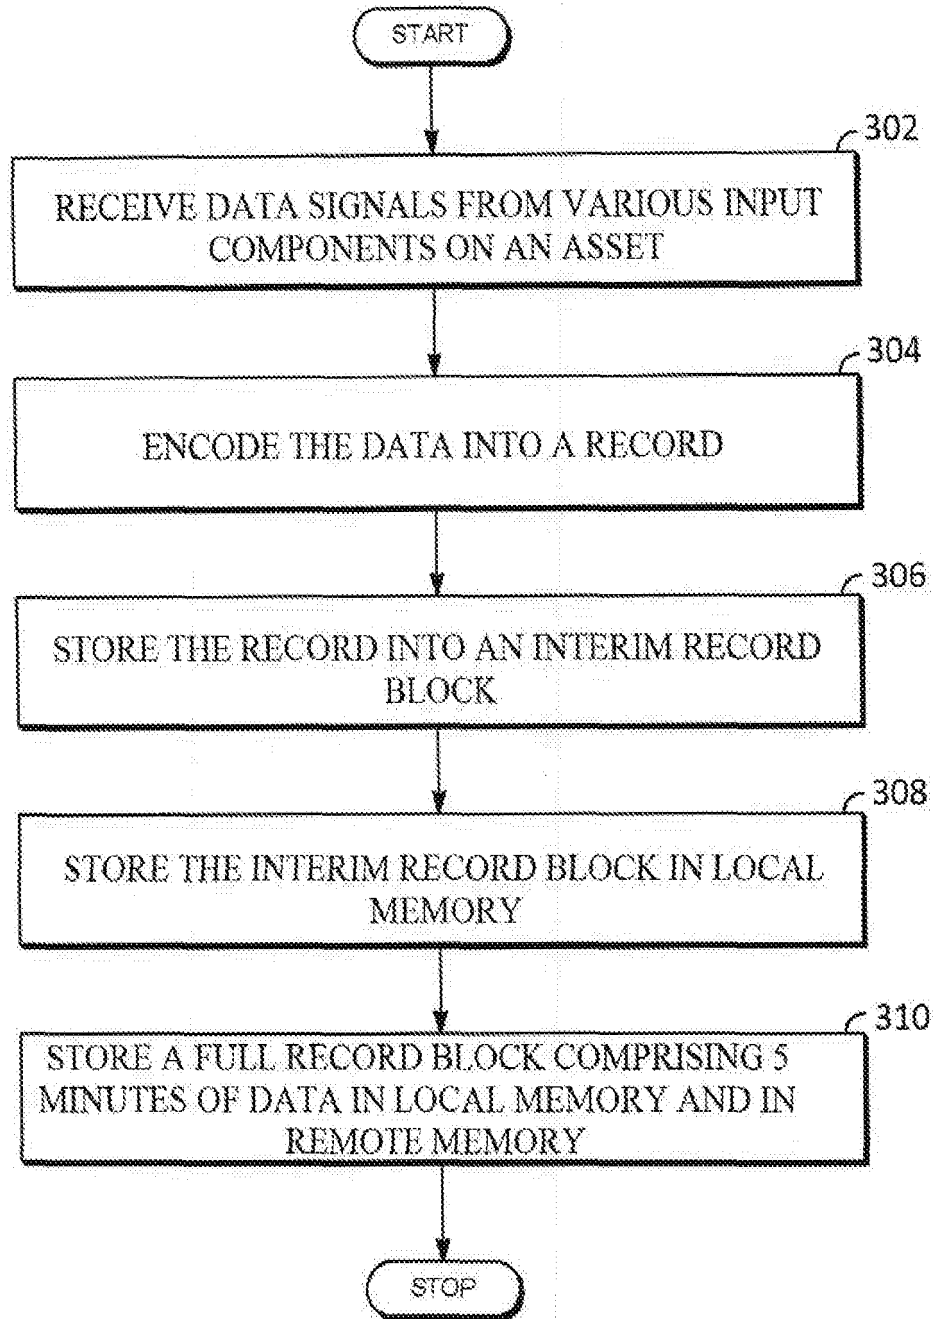 START
302
RECEIVE DATA SIGNALS FROM VARIOUS INPUT
COMPONENTS ON AN ASSET
304
ENCODE THE DATA INTO A RECORD
306
STORE THE RECORD INTO AN INTERIM RECORD
BLOCK
308
STORE THE INTERIM RECORD BLOCK IN LOCAL
MEMORY
310
STORE A FULL RECORD BLOCK COMPRISING 5
MINUTES OF DATA IN LOCAL MEMORY AND IN
REMOTE MEMORY
STOP